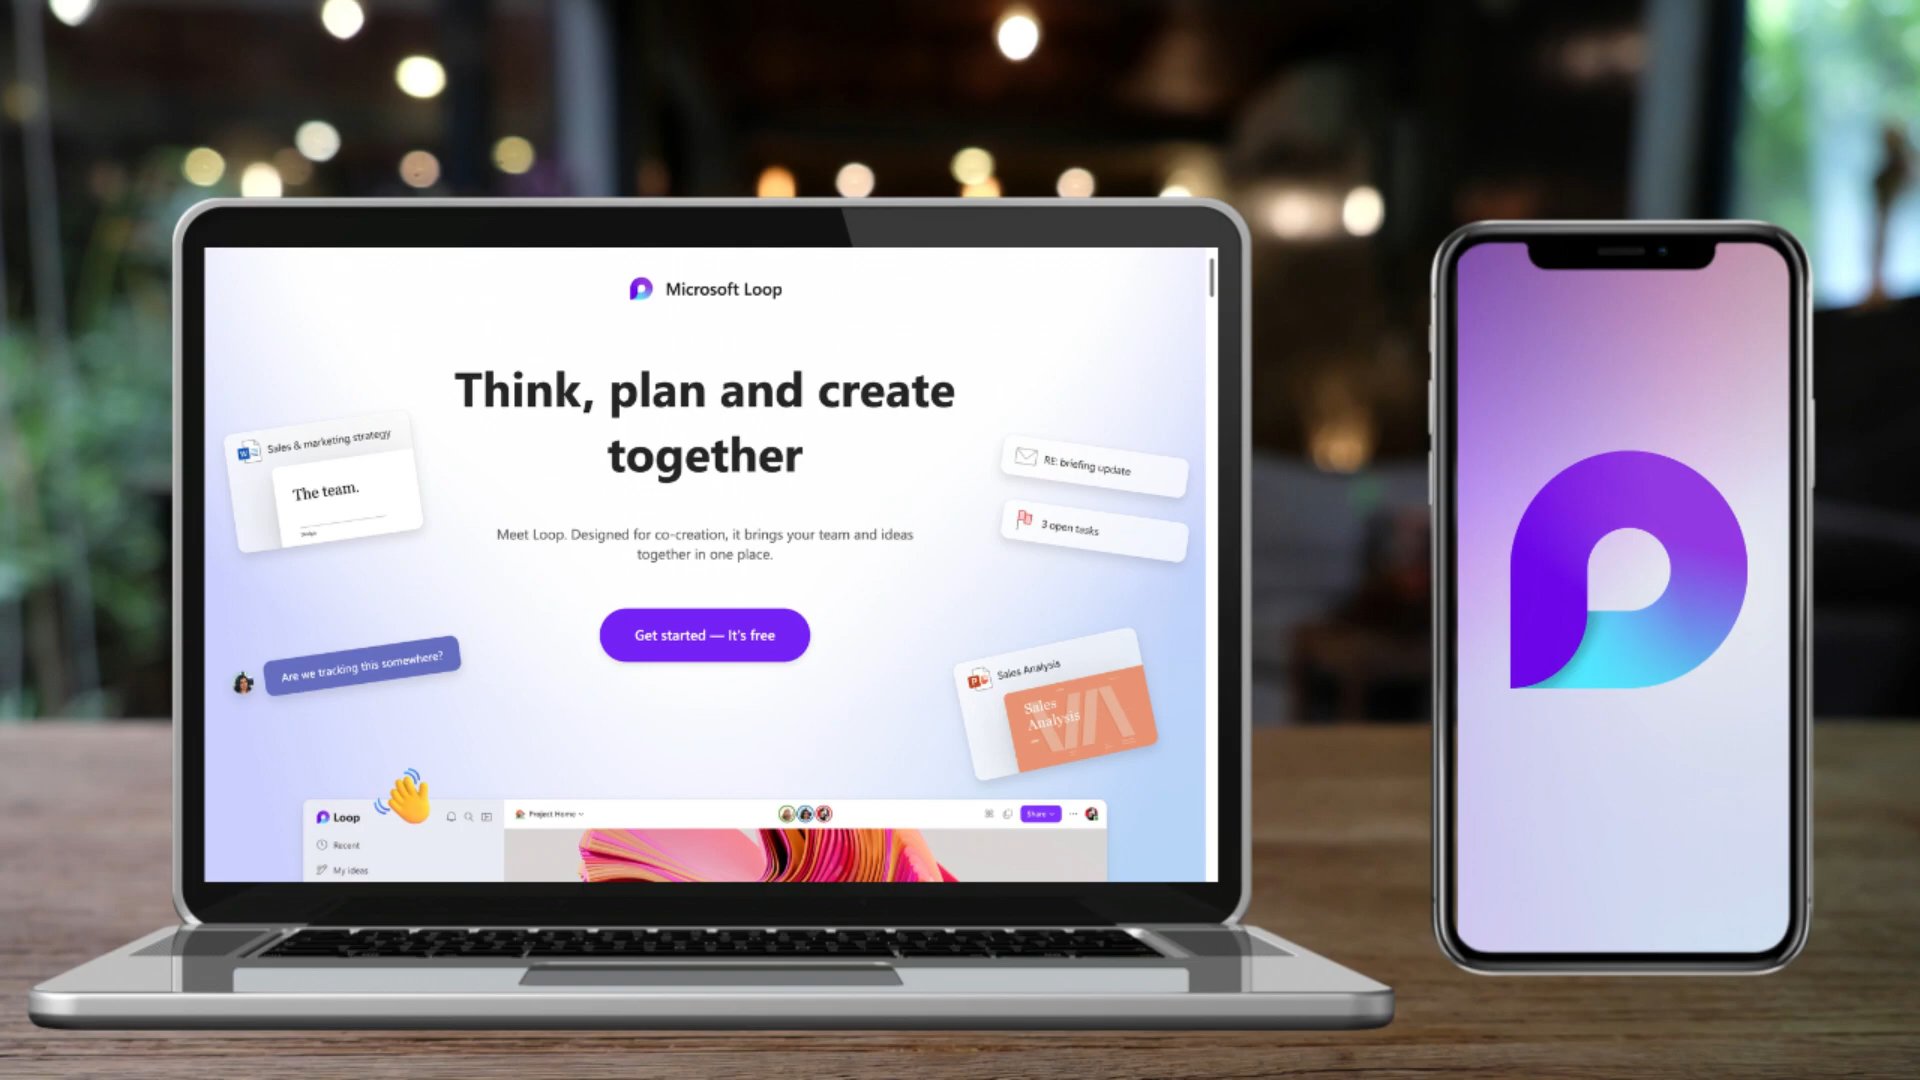 Microsoft Loop
Think, plan and create
together
Meet Loop. Designed for co-creation, it brings your team and ideas
together in one place.
Get started — It's free
Sales & marketing strategy
The team.
RE: briefing update
3 open tasks
Are we tracking this somewhere?
Sales Analysis
Sales
Analysis
Loop
Project Home
Share
Recent
My ideas